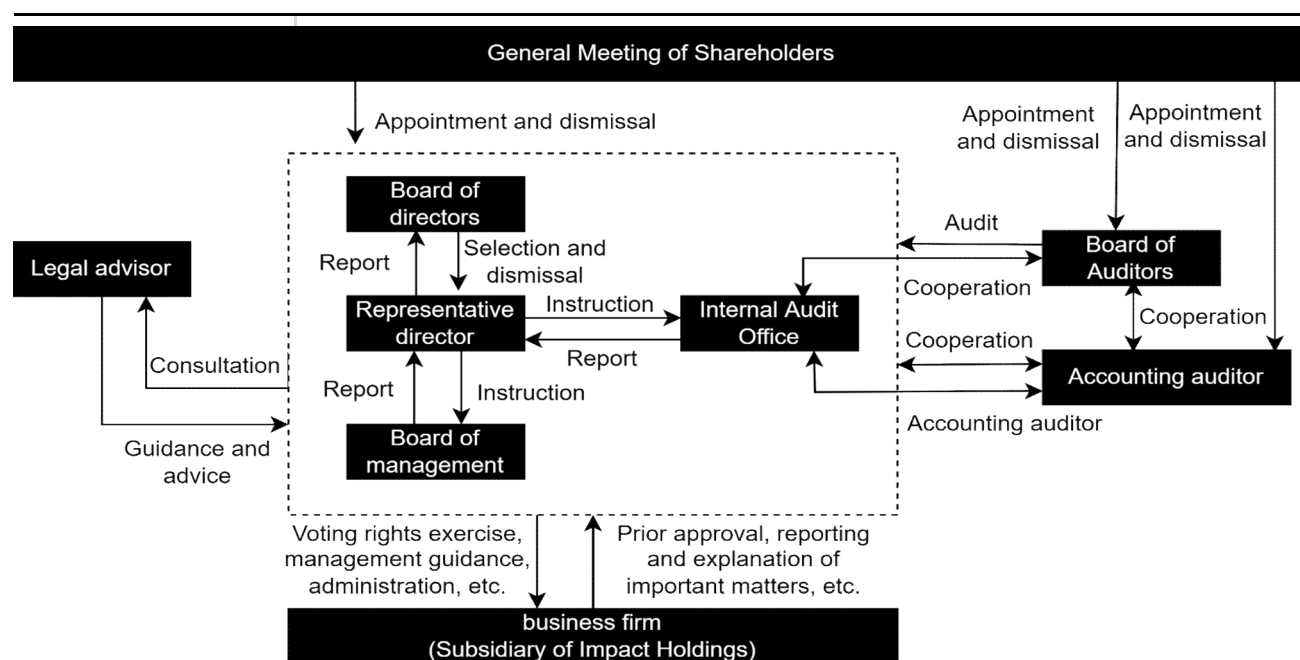 General Meeting of Shareholders
Appointment and dismissal
Appointment
and dismissal
Appointment
and dismissal
Board of
directors
Selection and
dismissal
Report
Audit
Board of
Auditors
Legal advisor
Cooperation
Representative
director
Instruction
Internal Audit
Office
Report
Cooperation
Cooperation
Consultation
Report
Instruction
Accounting auditor
Accounting auditor
Board of
management
Guidance and
advice
Voting rights exercise,
management guidance,
administration, etc.
Prior approval, reporting
and explanation of
important matters, etc.
business firm
(Subsidiary of Impact Holdings)